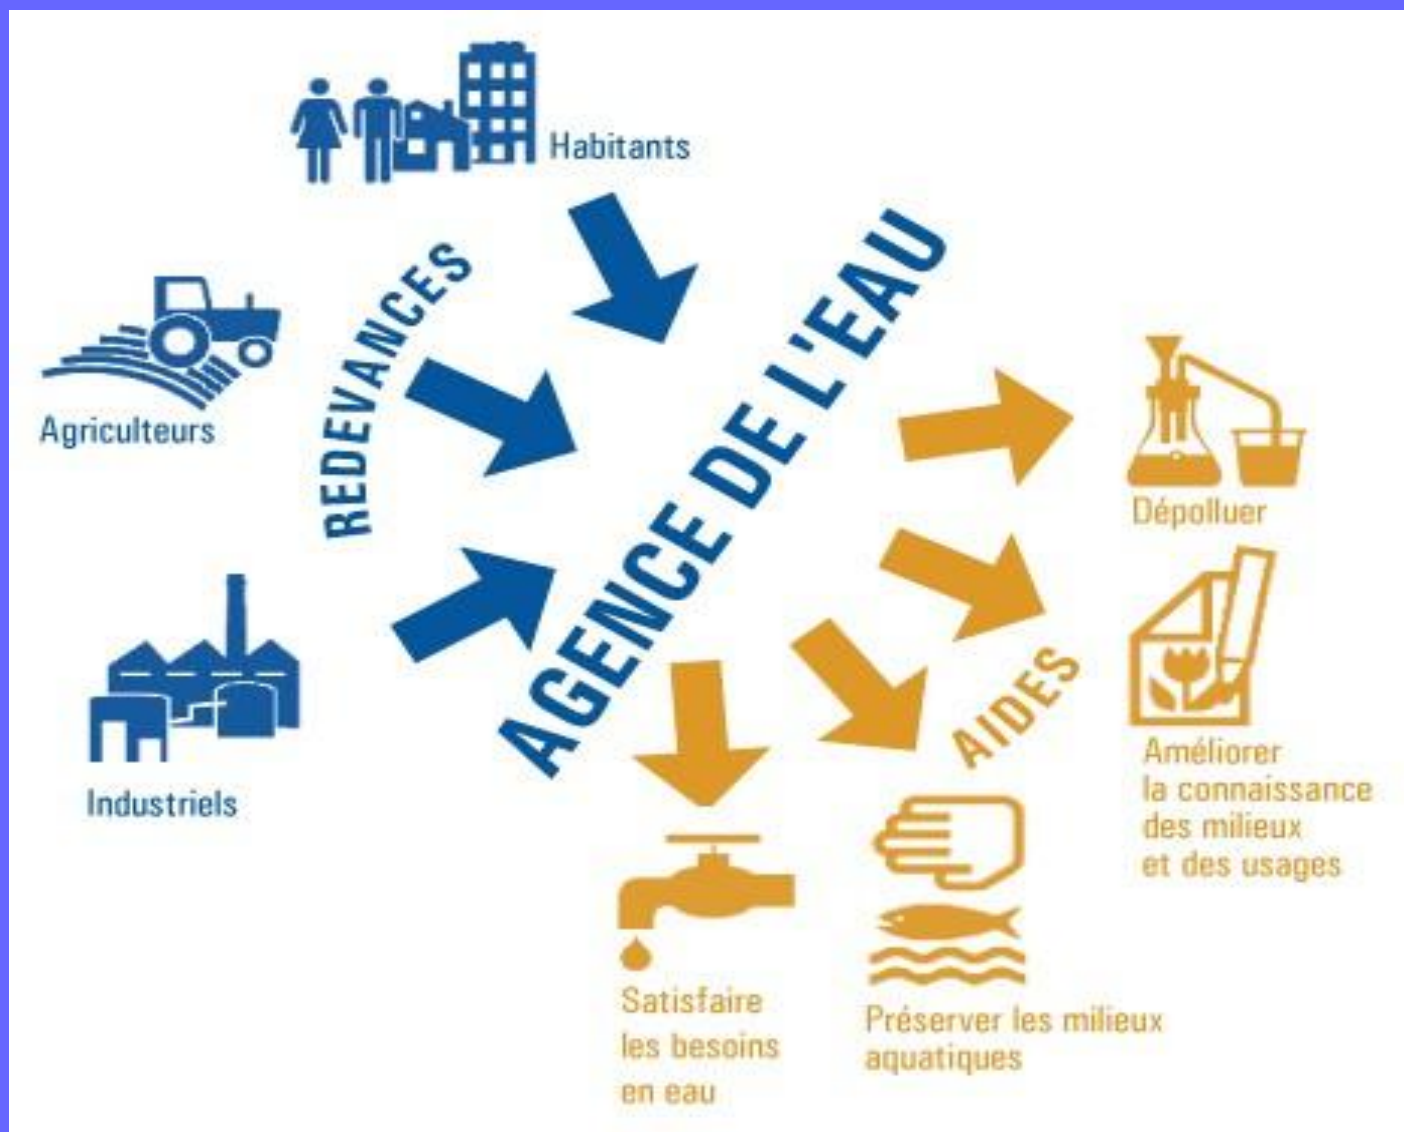 Habitants
REDEVANCES
Agriculteurs
Industriels
AGENCE DE L'EAU
AIDES
Dépolluer
Améliorer
la connaissance
des milieux
et des usages
Préserver les milieux
aquatiques
Satisfaire
les besoins
en eau